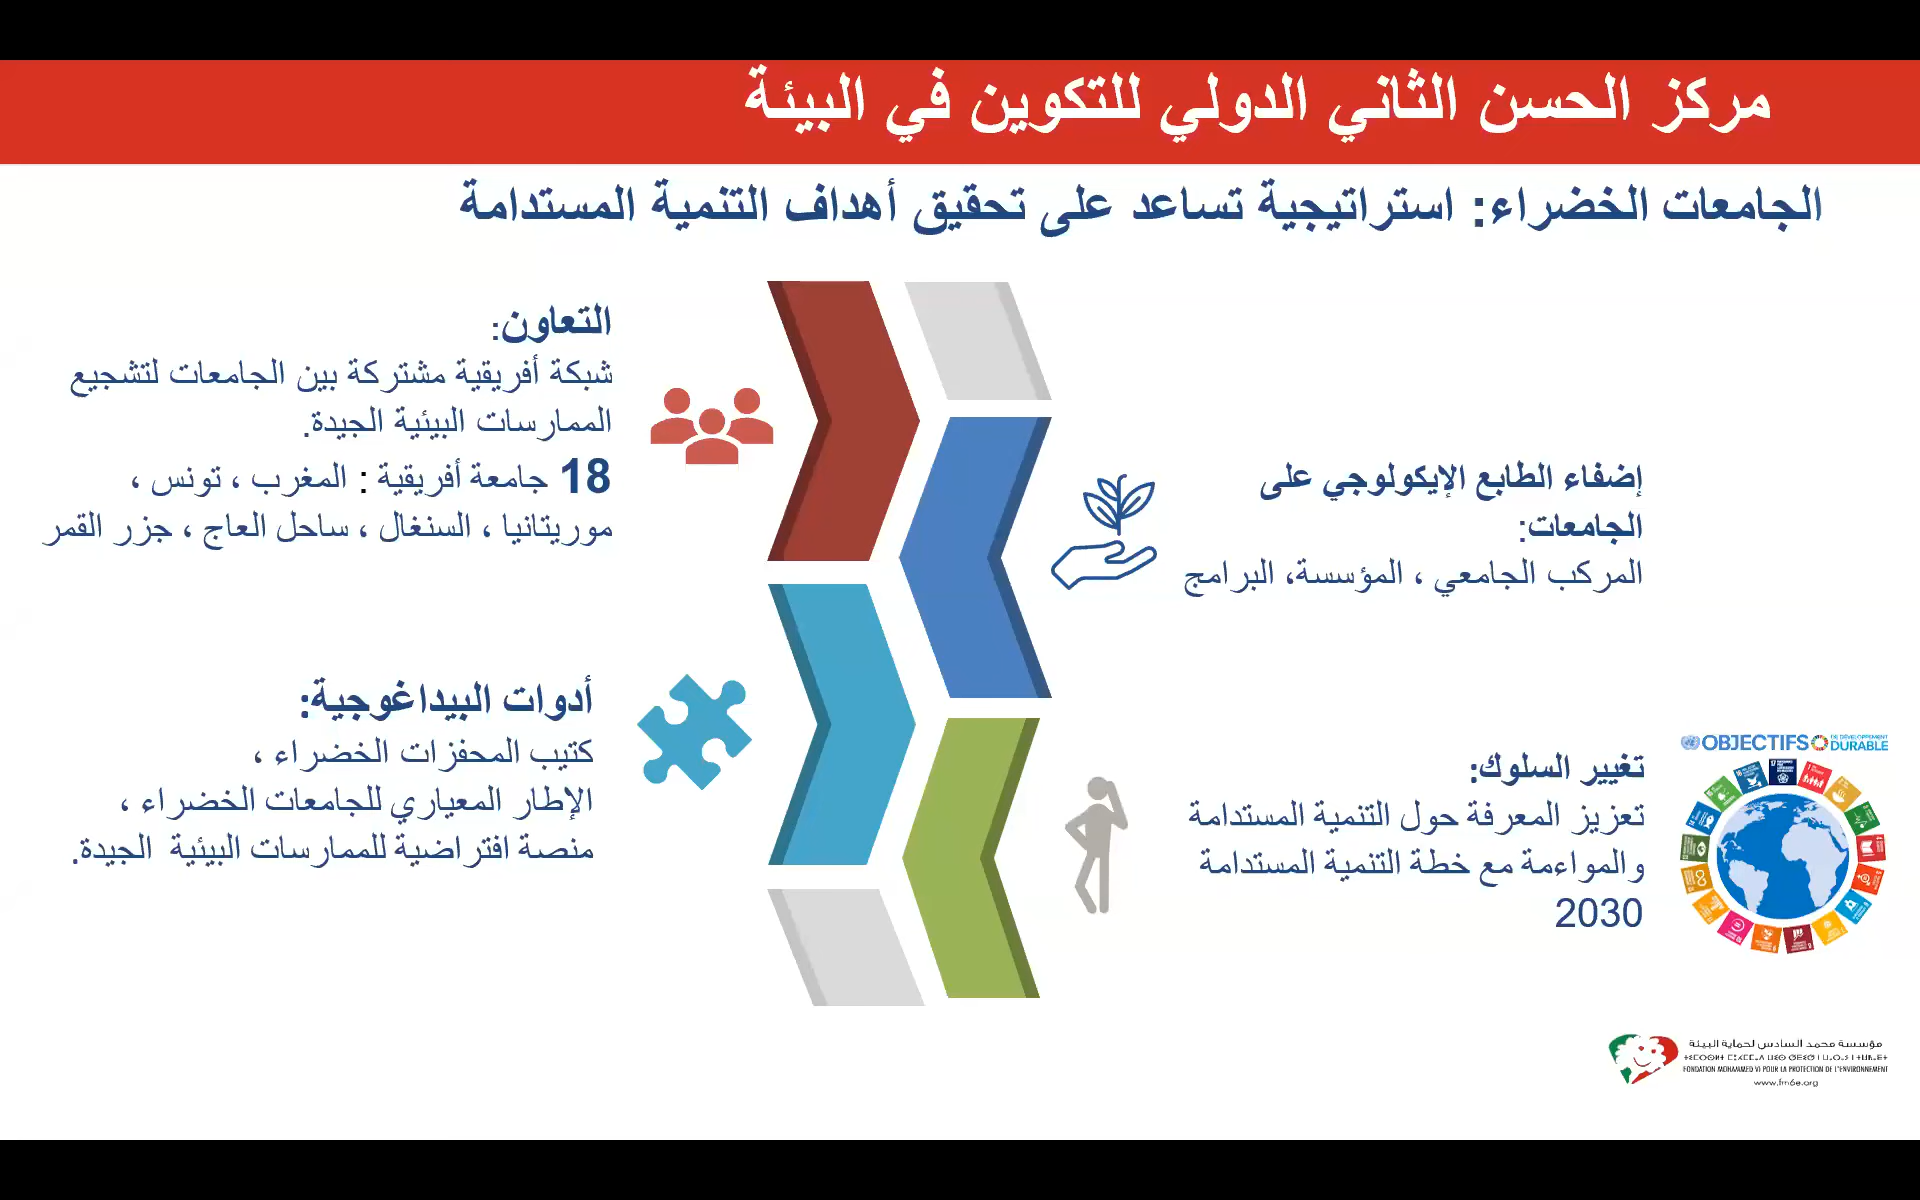 مركز الحسن الثاني الدولي للتكوين في البيئة
الجامعات الخضراء: استراتيجية تساعد على تحقيق أهداف التنمية المستدامة
التعاون:
شبكة أفريقية مشتركة بين الجامعات لتشجيع
الممارسات البيئية الجيدة.
18 جامعة أفريقية : المغرب ، تونس ،
موريتانيا ، السنغال ، ساحل العاج ، جزر القمر
إضفاء الطابع الإيكولوجي على
الجامعات:
المركب الجامعي ، المؤسسة، البرامج
أدوات البيداغوجية:
كتيب المحفزات الخضراء ،
الإطار المعياري للجامعات الخضراء ،
منصة افتراضية للممارسات البيئية الجيدة.
تغيير السلوك:
تعزيز المعرفة حول التنمية المستدامة
والمواءمة مع خطة التنمية المستدامة
2030
OBJECTIFS DE DÉVELOPPEMENT DURABLE
مؤسسة محمد السادس لحماية البيئة
FONDATION MOHAMMED VI POUR LA PROTECTION DE L'ENVIRONNEMENT
www.fm6e.org